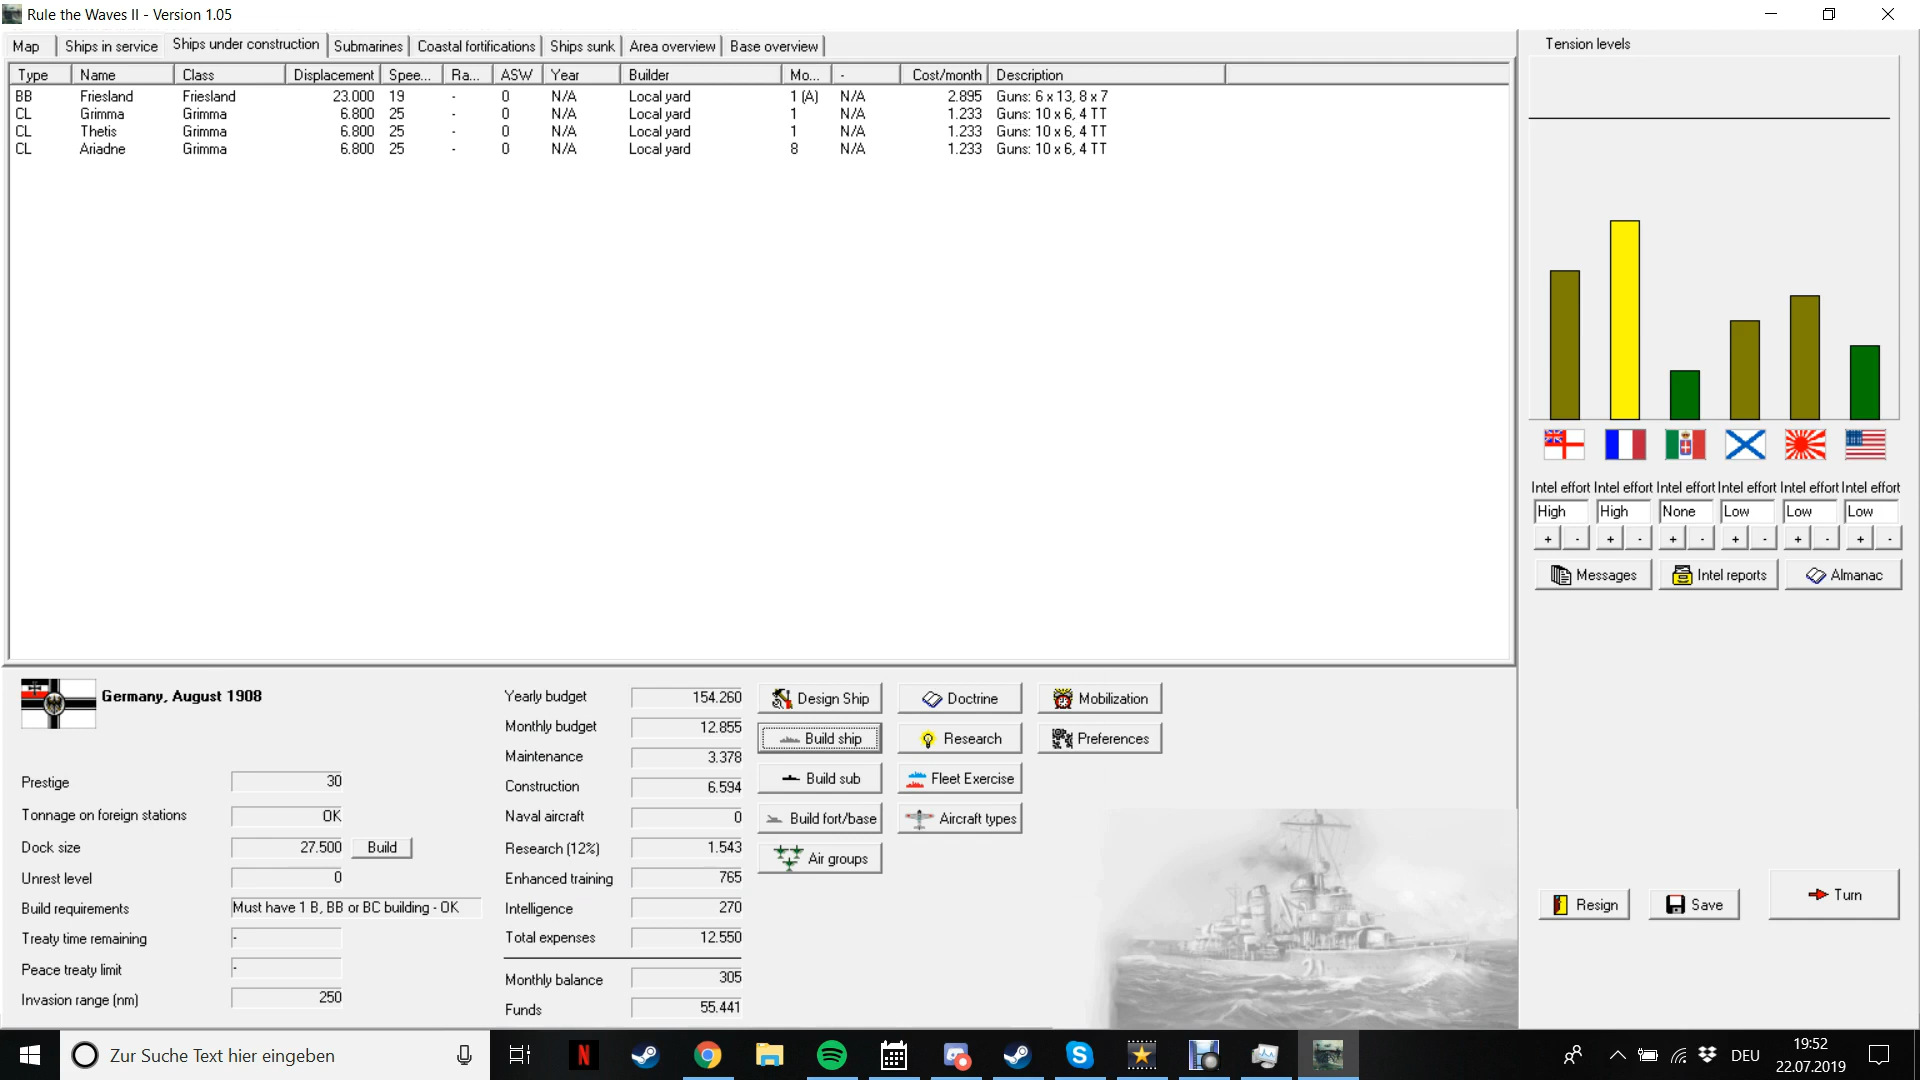 Rule the Waves II - Version 1.05
Map Ships in service Ships under construction Submarines Coastal fortifications Ships sunk Area overview Base overview
Type Name Class Displacement Spee... Ra... ASW Year Builder Mo... - Cost/month Description
BB Friesland Friesland 23.000 19 - 0 N/A Local yard 1 (A) N/A 2.895 Guns: 6 x 13, 8 x 7
CL Grimma Grimma 6.800 25 - 0 N/A Local yard 1 N/A 1.233 Guns: 10 x 6, 4 TT
CL Thetis Grimma 6.800 25 - 0 N/A Local yard 1 N/A 1.233 Guns: 10 x 6, 4 TT
CL Ariadne Grimma 6.800 25 - 0 N/A Local yard 8 N/A 1.233 Guns: 10 x 6, 4 TT
Tension levels
Intel effort Intel effort Intel effort Intel effort Intel effort Intel effort
High High None Low Low Low
+ - + - + - + - + - + -
Messages Intel reports Almanac
Germany, August 1908
Prestige 30
Tonnage on foreign stations OK
Dock size 27.500 Build
Unrest level 0
Build requirements Must have 1 B, BB or BC building - OK
Treaty time remaining -
Peace treaty limit -
Invasion range (nm) 250
Yearly budget 154.260
Monthly budget 12.855
Maintenance 3.378
Construction 6.594
Naval aircraft 0
Research (12%) 1.543
Enhanced training 765
Intelligence 270
Total expenses 12.550
Monthly balance 305
Funds 55.441
Design Ship Doctrine Mobilization
Build ship Research Preferences
Build sub Fleet Exercise
Build fort/base Aircraft types
Air groups
Resign Save Turn
Zur Suche Text hier eingeben
N
DEU
19:52
22.07.2019